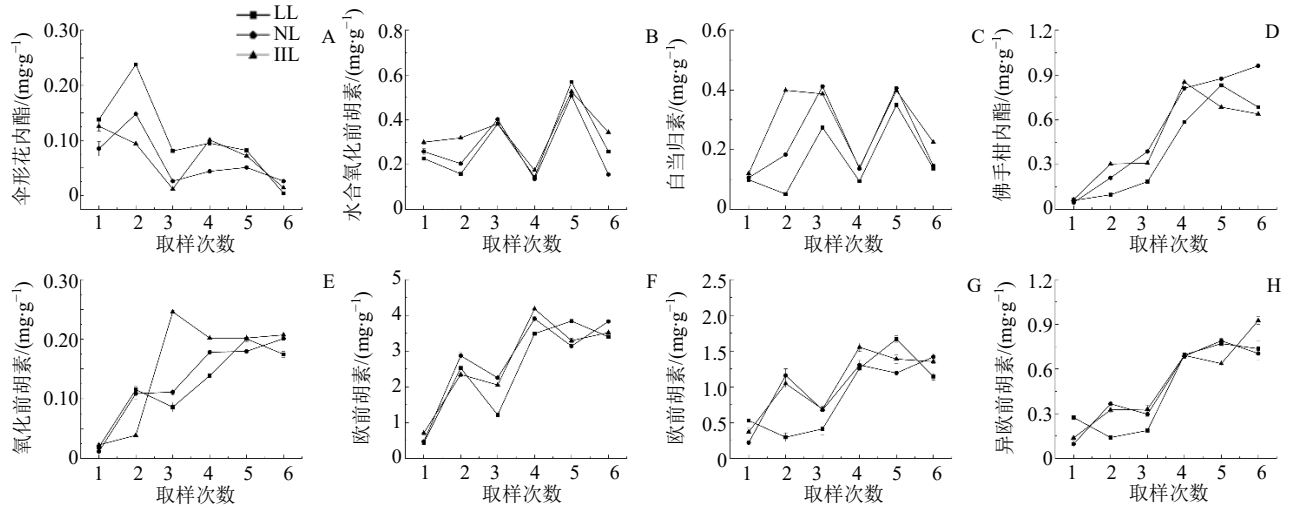 LL
NL
IIL
A
0.30
0.25
0.20
0.15
0.10
0.05
0
伞形花内酯/(mg·g⁻¹)
1 2 3 4 5 6
取样次数
B
0.8
0.6
0.4
0.2
0
水合氧化前胡素/(mg·g⁻¹)
1 2 3 4 5 6
取样次数
C
0.6
0.4
0.2
0
白当归素/(mg·g⁻¹)
1 2 3 4 5 6
取样次数
D
1.2
0.9
0.6
0.3
0
佛手柑内酯/(mg·g⁻¹)
1 2 3 4 5 6
取样次数
E
0.30
0.20
0.10
0
氧化前胡素/(mg·g⁻¹)
1 2 3 4 5 6
取样次数
F
5
4
3
2
1
0
欧前胡素/(mg·g⁻¹)
1 2 3 4 5 6
取样次数
G
2.5
2.0
1.5
1.0
0.5
0
欧前胡素/(mg·g⁻¹)
1 2 3 4 5 6
取样次数
H
1.2
0.9
0.6
0.3
0
异欧前胡素/(mg·g⁻¹)
1 2 3 4 5 6
取样次数